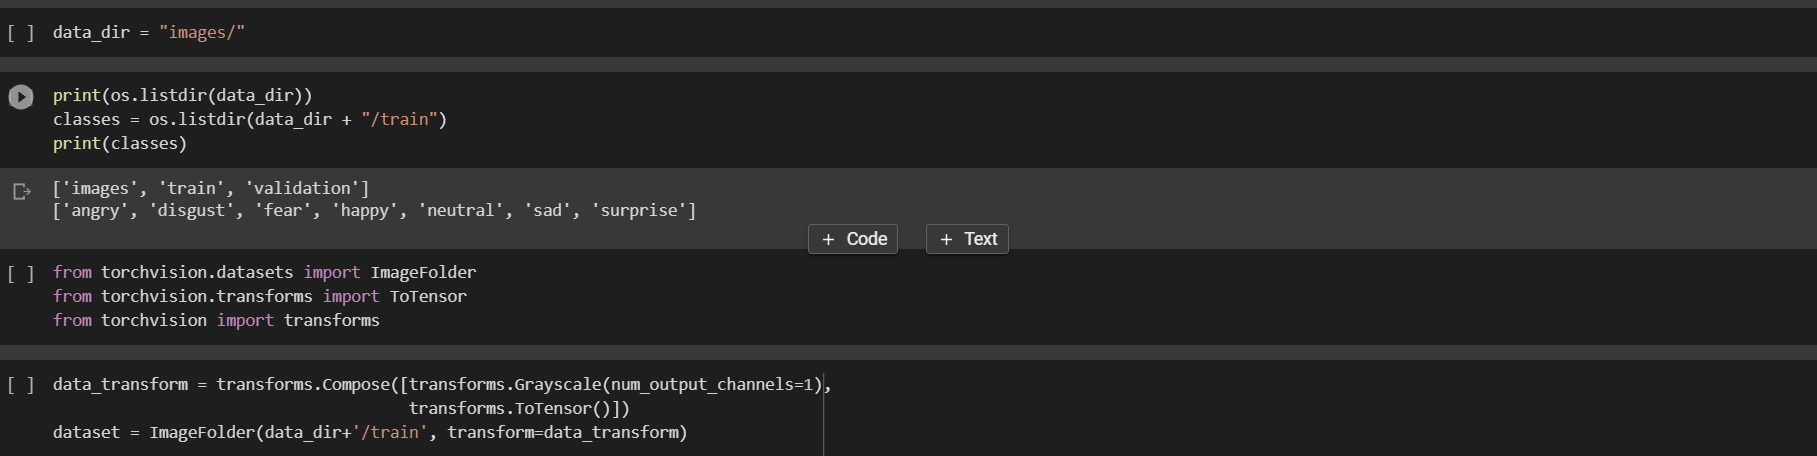 [ ] data_dir = "images/"
print(os.listdir(data_dir))
classes = os.listdir(data_dir + "/train")
print(classes)
['images', 'train', 'validation']
['angry', 'disgust', 'fear', 'happy', 'neutral', 'sad', 'surprise']
+ Code + Text
[ ] from torchvision.datasets import ImageFolder
from torchvision.transforms import ToTensor
from torchvision import transforms
[ ] data_transform = transforms.Compose([transforms.Grayscale(num_output_channels=1),
transforms.ToTensor()])
dataset = ImageFolder(data_dir+'/train', transform=data_transform)